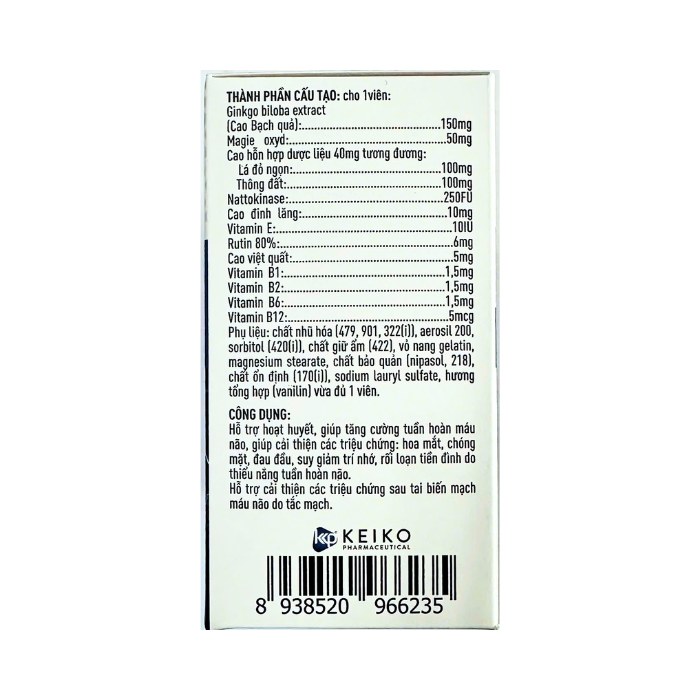 THÀNH PHẦN CẤU TẠO: cho 1viên:
Ginkgo biloba extract
(Cao Bạch quả):....................................150mg
Magie oxyd:.......................................50mg
Cao hỗn hợp dược liệu 40mg tương đương:
Lá đỏ ngọn:......................................100mg
Thông đất:.......................................100mg
Nattokinase:.....................................250FU
Cao đinh lăng:....................................10mg
Vitamin E:........................................10IU
Rutin 80%:.........................................6mg
Cao việt quất:.....................................5mg
Vitamin B1:......................................1,5mg
Vitamin B2:......................................1,5mg
Vitamin B6:......................................1,5mg
Vitamin B12:......................................5mcg
Phụ liệu: chất nhũ hóa (479, 901, 322(i)), aerosil 200,
sorbitol (420(i)), chất giữ ẩm (422), vỏ nang gelatin,
magnesium stearate, chất bảo quản (nipasol, 218),
chất ổn định (170(i)), sodium lauryl sulfate, hương
tổng hợp (vanilin) vừa đủ 1 viên.
CÔNG DỤNG:
Hỗ trợ hoạt huyết, giúp tăng cường tuần hoàn máu
não, giúp cải thiện các triệu chứng: hoa mắt, chóng
mặt, đau đầu, suy giảm trí nhớ, rối loạn tiền đình do
thiểu năng tuần hoàn não.
Hỗ trợ cải thiện các triệu chứng sau tai biến mạch
máu não do tắc mạch.
kp KEIKO
PHARMACEUTICAL
8 938520 966235